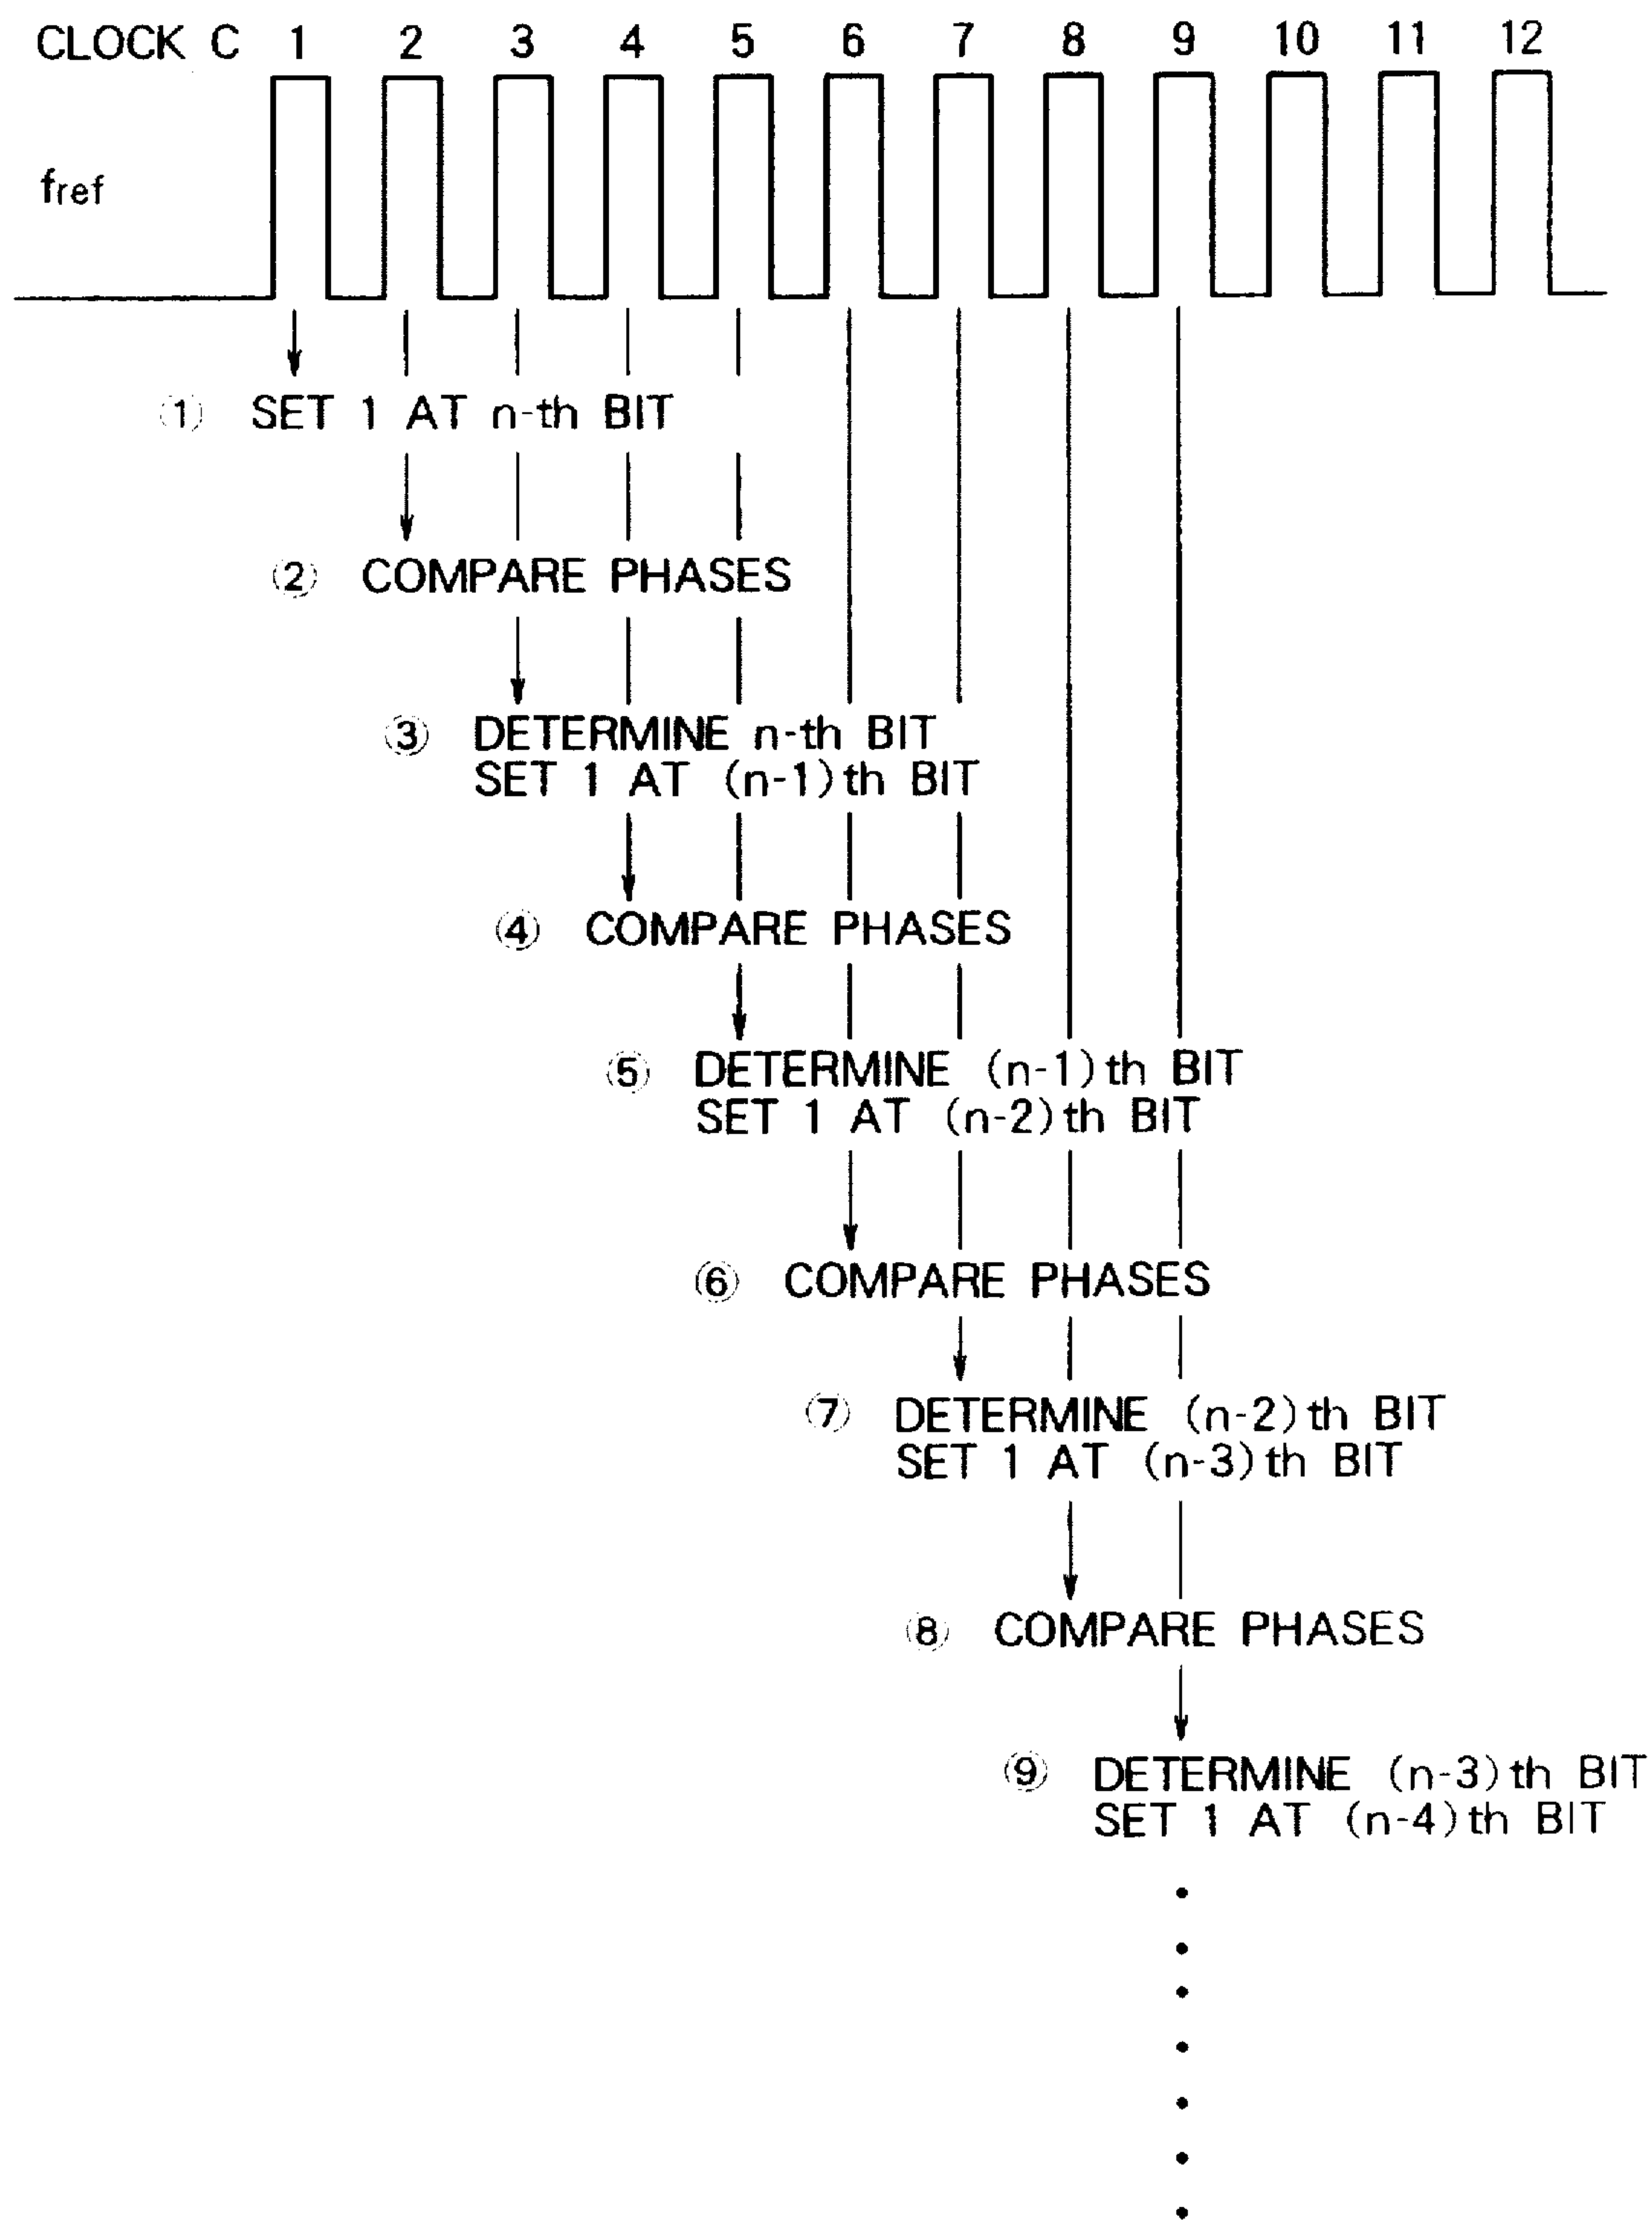 CLOCK C 1 2 3 4 5 6 7 8 9 10 11 12
fref
① SET 1 AT n-th BIT
② COMPARE PHASES
③ DETERMINE n-th BIT
SET 1 AT (n-1)th BIT
④ COMPARE PHASES
⑤ DETERMINE (n-1)th BIT
SET 1 AT (n-2)th BIT
⑥ COMPARE PHASES
⑦ DETERMINE (n-2)th BIT
SET 1 AT (n-3)th BIT
⑧ COMPARE PHASES
⑨ DETERMINE (n-3)th BIT
SET 1 AT (n-4)th BIT